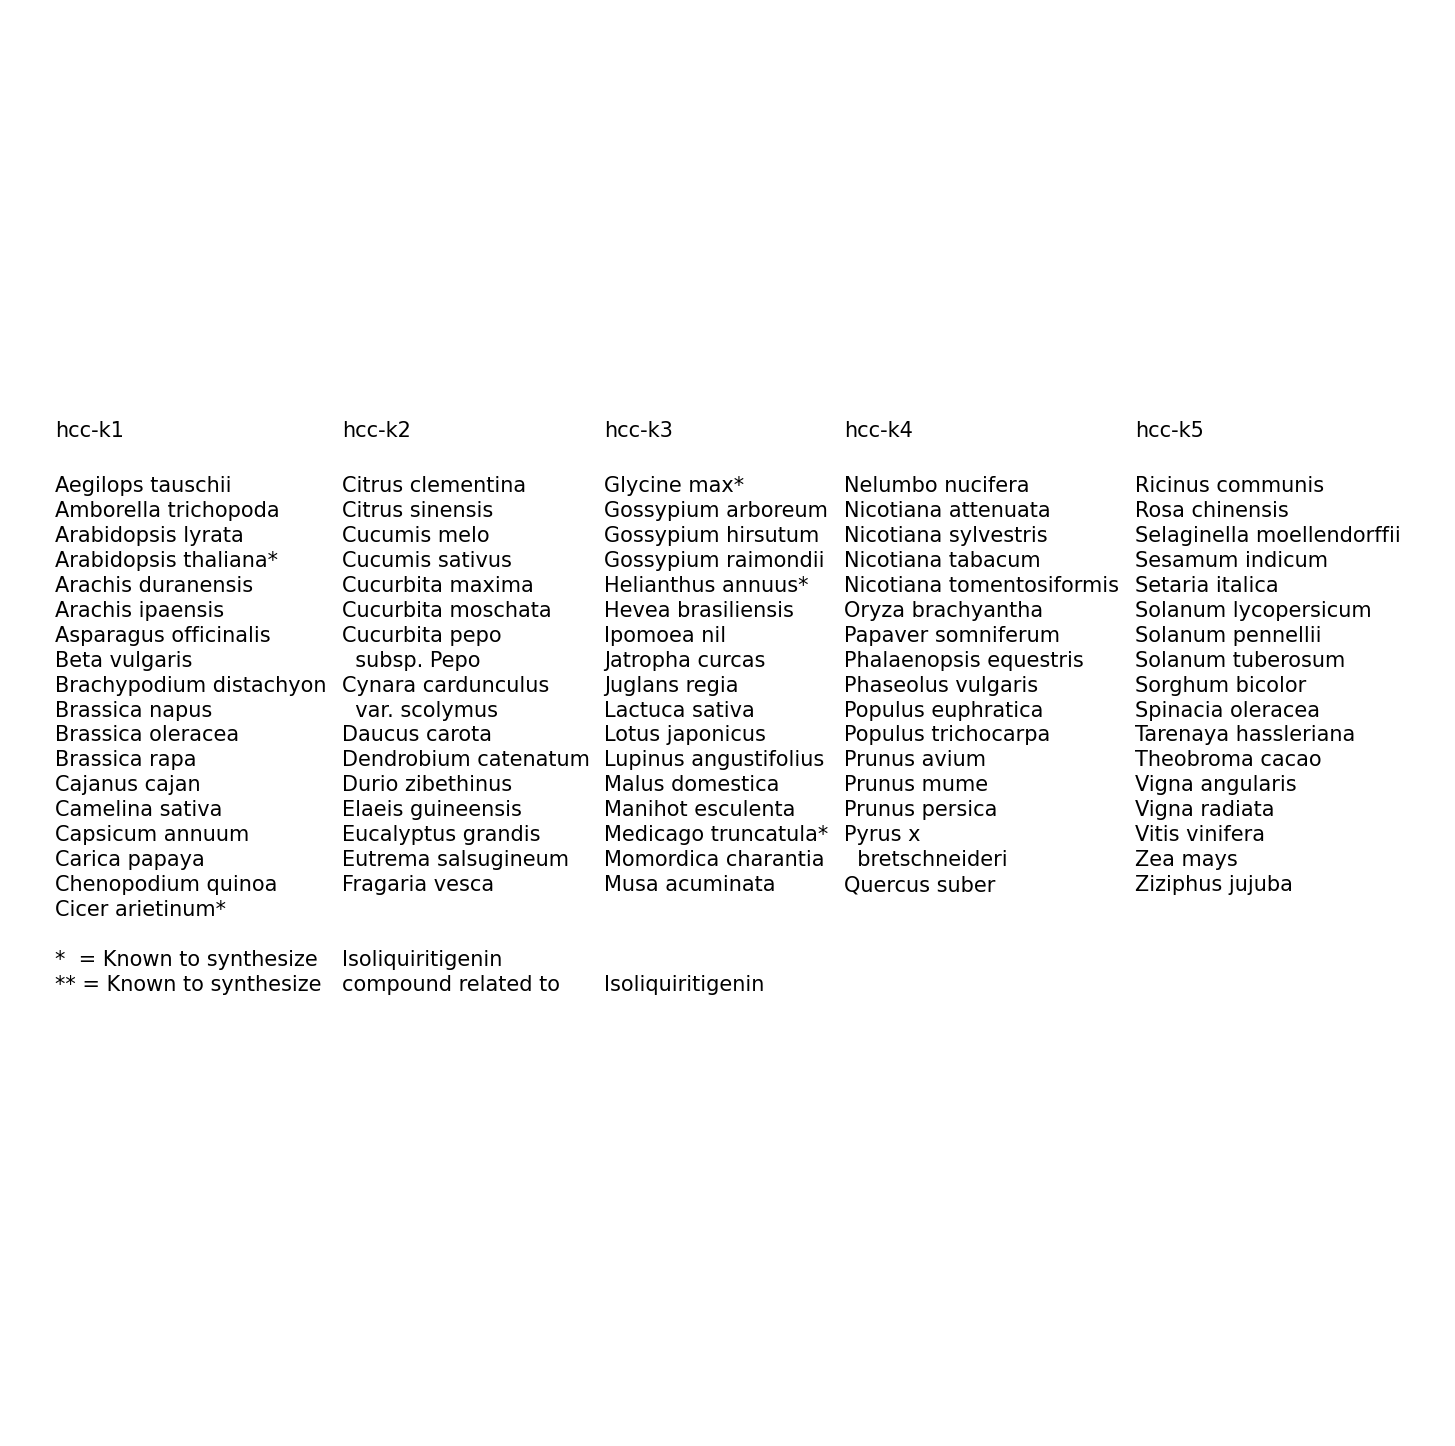 hcc-k1 hcc-k2 hcc-k3 hcc-k4 hcc-k5
Aegilops tauschii Citrus clementina Glycine max* Nelumbo nucifera Ricinus communis
Amborella trichopoda Citrus sinensis Gossypium arboreum Nicotiana attenuata Rosa chinensis
Arabidopsis lyrata Cucumis melo Gossypium hirsutum Nicotiana sylvestris Selaginella moellendorffii
Arabidopsis thaliana* Cucumis sativus Gossypium raimondii Nicotiana tabacum Sesamum indicum
Arachis duranensis Cucurbita maxima Helianthus annuus* Nicotiana tomentosiformis Setaria italica
Arachis ipaensis Cucurbita moschata Hevea brasiliensis Oryza brachyantha Solanum lycopersicum
Asparagus officinalis Cucurbita pepo Ipomoea nil Papaver somniferum Solanum pennellii
Beta vulgaris subsp. Pepo Jatropha curcas Phalaenopsis equestris Solanum tuberosum
Brachypodium distachyon Cynara cardunculus Juglans regia Phaseolus vulgaris Sorghum bicolor
Brassica napus var. scolymus Lactuca sativa Populus euphratica Spinacia oleracea
Brassica oleracea Daucus carota Lotus japonicus Populus trichocarpa Tarenaya hassleriana
Brassica rapa Dendrobium catenatum Lupinus angustifolius Prunus avium Theobroma cacao
Cajanus cajan Durio zibethinus Malus domestica Prunus mume Vigna angularis
Camelina sativa Elaeis guineensis Manihot esculenta Prunus persica Vigna radiata
Capsicum annuum Eucalyptus grandis Medicago truncatula* Pyrus x Vitis vinifera
Carica papaya Eutrema salsugineum Momordica charantia bretschneideri Zea mays
Chenopodium quinoa Fragaria vesca Musa acuminata Quercus suber Ziziphus jujuba
Cicer arietinum*
* = Known to synthesize Isoliquiritigenin
** = Known to synthesize compound related to Isoliquiritigenin